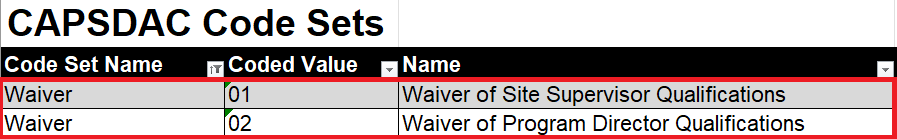 CAPSDAC Code Sets
Code Set Name Coded Value Name
Waiver 01 Waiver of Site Supervisor Qualifications
Waiver 02 Waiver of Program Director Qualifications